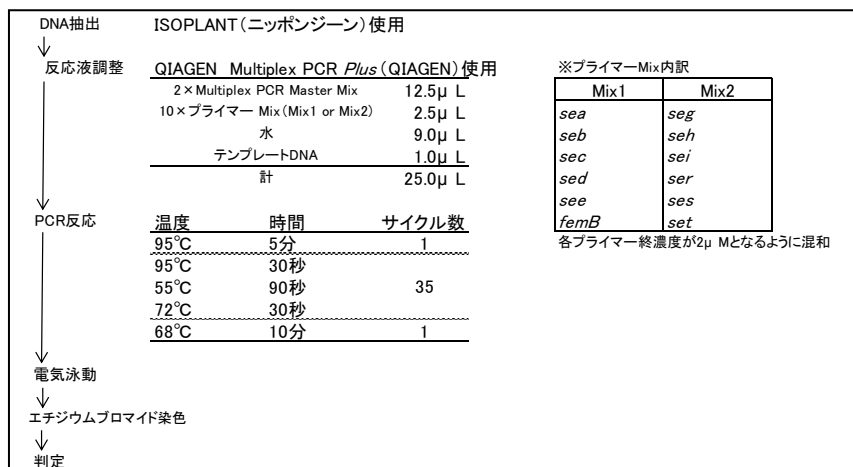 DNA抽出 ISOPLANT(ニッポンジーン)使用
反応液調整 QIAGEN Multiplex PCR Plus(QIAGEN)使用
2×Multiplex PCR Master Mix 12.5μ L
10×プライマー Mix(Mix1 or Mix2) 2.5μ L
水 9.0μ L
テンプレートDNA 1.0μ L
計 25.0μ L
※プライマーMix内訳
Mix1 Mix2
sea seg
seb seh
sec sei
sed ser
see ses
femB set
各プライマー終濃度が2μ Mとなるように混和
PCR反応 温度 時間 サイクル数
95℃ 5分 1
95℃ 30秒
55℃ 90秒 35
72℃ 30秒
68℃ 10分 1
電気泳動
エチジウムブロマイド染色
判定